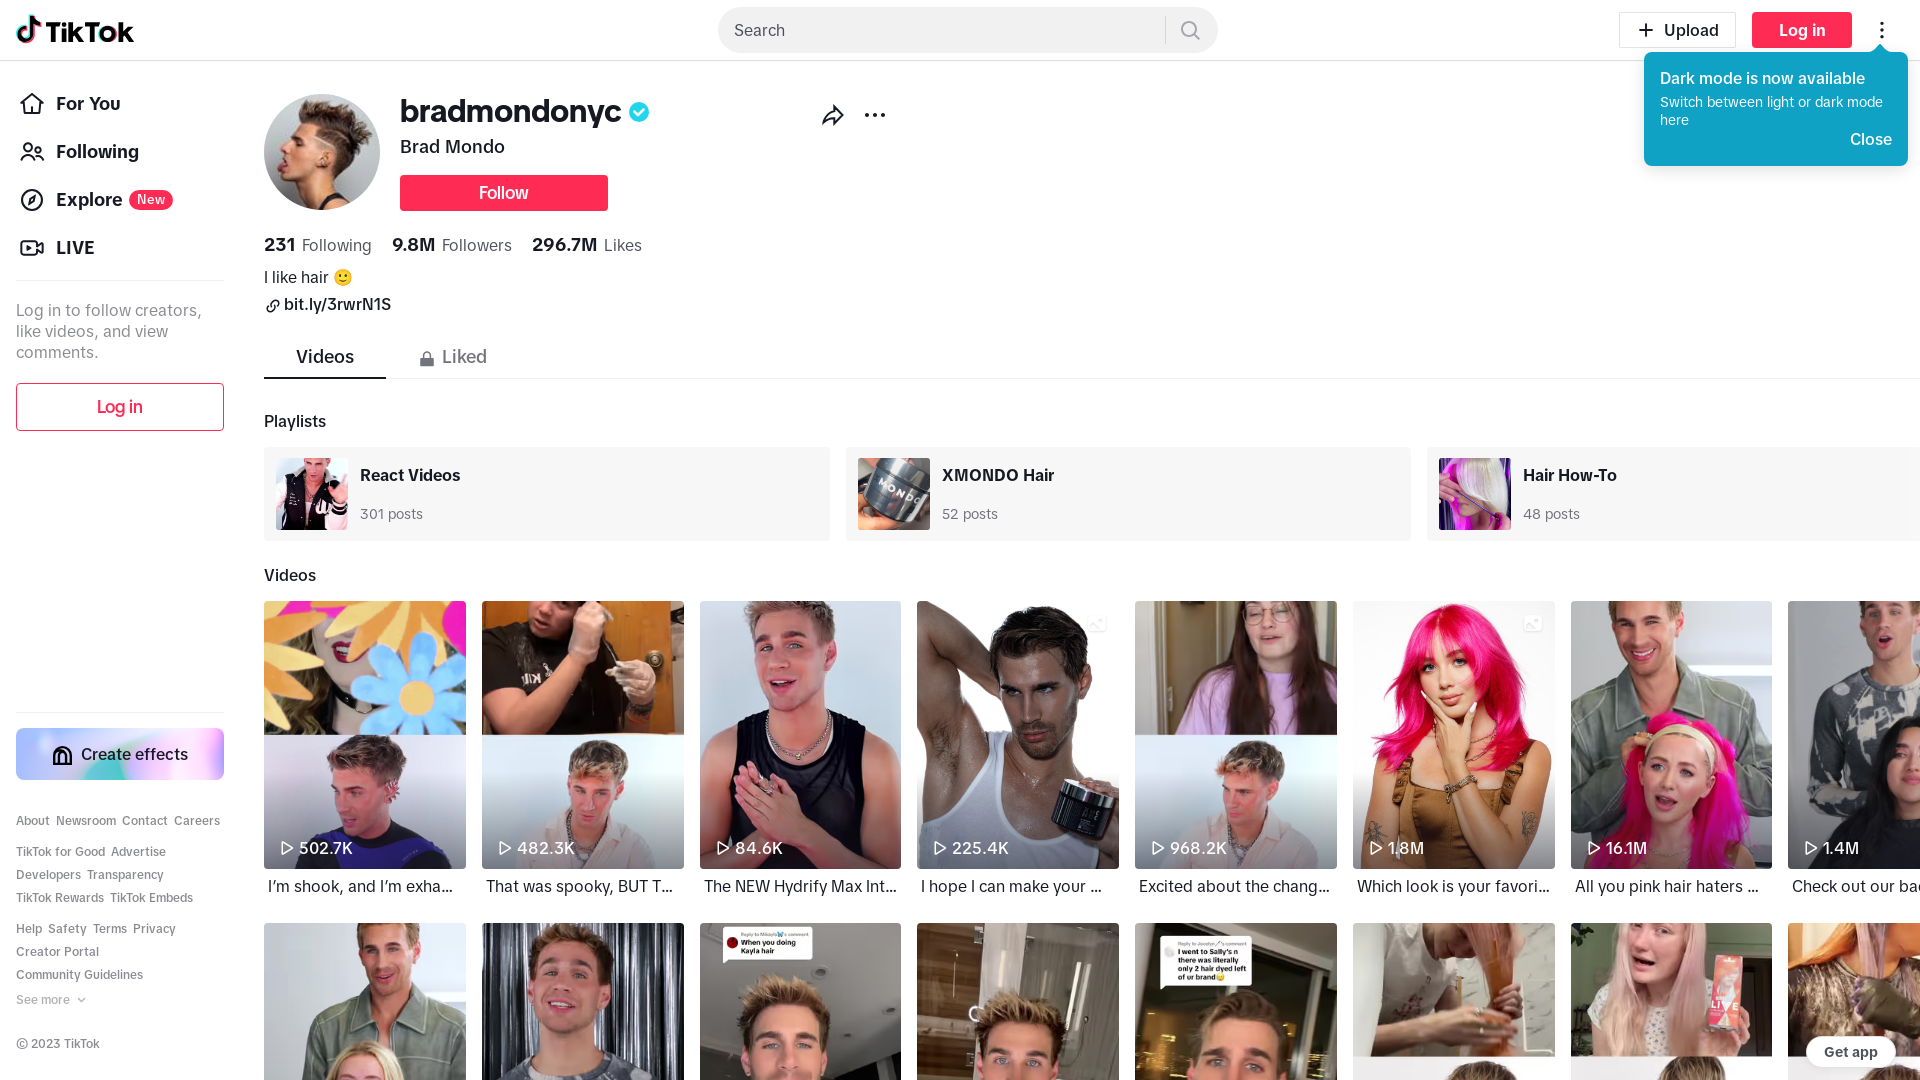 TikTok
Search
Upload
Log in
Dark mode is now available
Switch between light or dark mode
here
Close
For You
Following
Explore New
LIVE
Log in to follow creators,
like videos, and view
comments.
Log in
Create effects
About Newsroom Contact Careers
TikTok for Good Advertise
Developers Transparency
TikTok Rewards TikTok Embeds
Help Safety Terms Privacy
Creator Portal
Community Guidelines
See more
© 2023 TikTok
bradmondonyc
Brad Mondo
Follow
231 Following 9.8M Followers 296.7M Likes
I like hair 🙂
bit.ly/3rwrN1S
Videos
Liked
Playlists
React Videos
301 posts
XMONDO Hair
52 posts
Hair How-To
48 posts
Videos
502.7K
482.3K
84.6K
225.4K
968.2K
1.8M
16.1M
1.4M
I'm shook, and I'm exha...
That was spooky, BUT T...
The NEW Hydrify Max Int...
I hope I can make your ...
Excited about the chang...
Which look is your favori...
All you pink hair haters ...
Check out our bac
When you doing
Kayla hair
I went to Sally's n
there was literally
only 2 hair dyed left
of ur brand
Get app